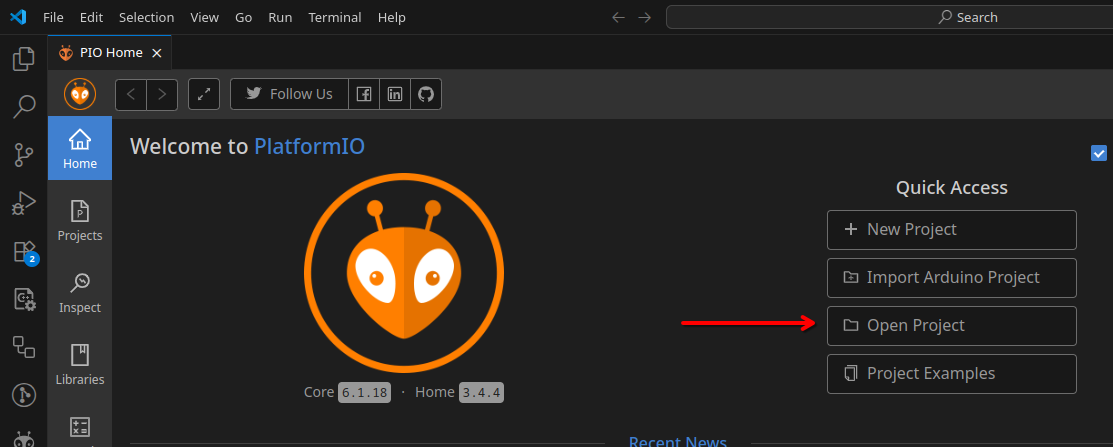 File Edit Selection View Go Run Terminal Help
Search
PIO Home
Follow Us
Home
Projects
Inspect
Libraries
2
Welcome to PlatformIO
Core 6.1.18 · Home 3.4.4
Quick Access
New Project
Import Arduino Project
Open Project
Project Examples
Recent News